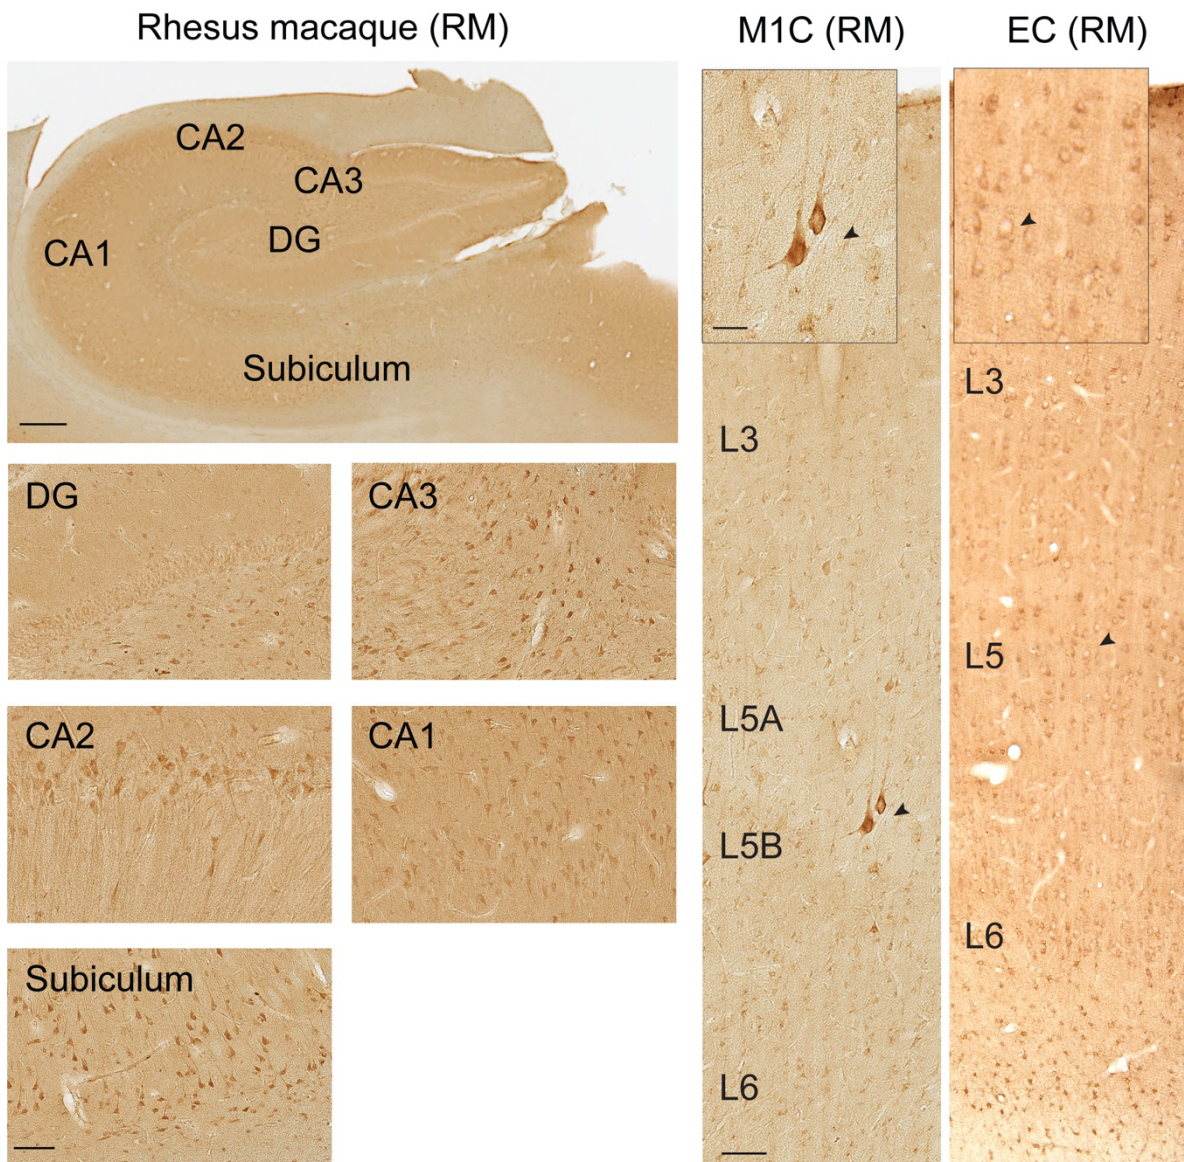 Rhesus macaque (RM)
M1C (RM)
EC (RM)
CA2
CA3
CA1
DG
Subiculum
DG
CA3
CA2
CA1
Subiculum
L3
L5A
L5B
L6
L3
L5
L6